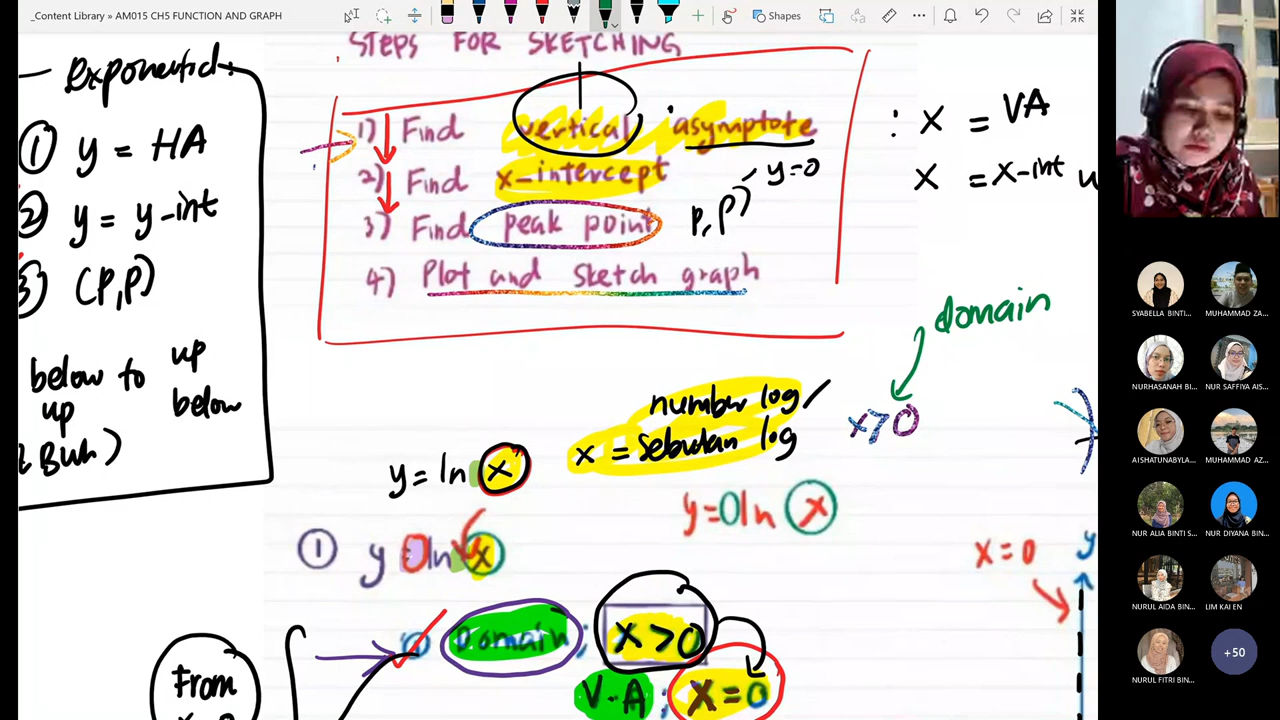 _Content Library » AM015 CH5 FUNCTION AND GRAPH
Shapes
STEPS FOR SKETCHING
1) Find vertical asymptote
2) Find x-intercept y=0
3) Find peak point P,P)
4) Plot and sketch graph
Exponential:
① y = HA
② y = y-int
③ (P,P)
below to up
up below
: x = VA
x = x-int
domain
x>0
number log/
x = sebutan log
y = ln x
y=0ln x
① y = ln x
Domain; x>0
V.A; x=0
From
x=0
y
SYABELLA BINTI...
MUHAMMAD ZA...
NURHASANAH BI...
NUR SAFFIYA AIS...
AISHATUNABYLA...
MUHAMMAD AZ...
NUR ALIA BINTI S...
NUR DIYANA BIN...
NURUL AIDA BIN...
LIM KAI EN
NURUL FITRI BIN...
+50